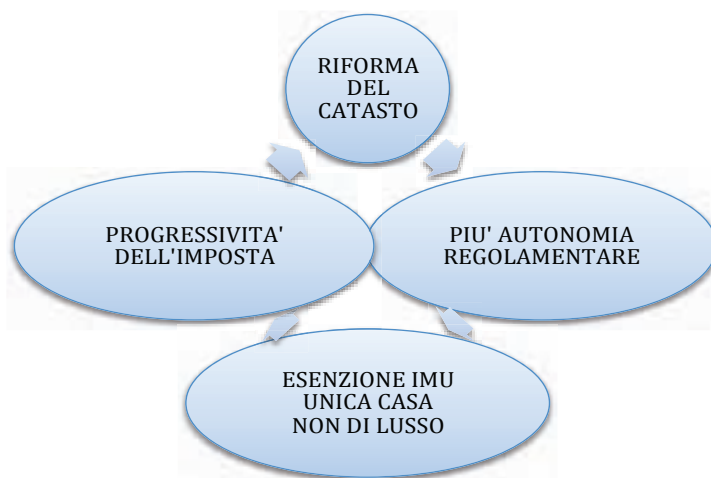 RIFORMA
DEL
CATASTO
PROGRESSIVITA'
DELL'IMPOSTA
PIU' AUTONOMIA
REGOLAMENTARE
ESENZIONE IMU
UNICA CASA
NON DI LUSSO